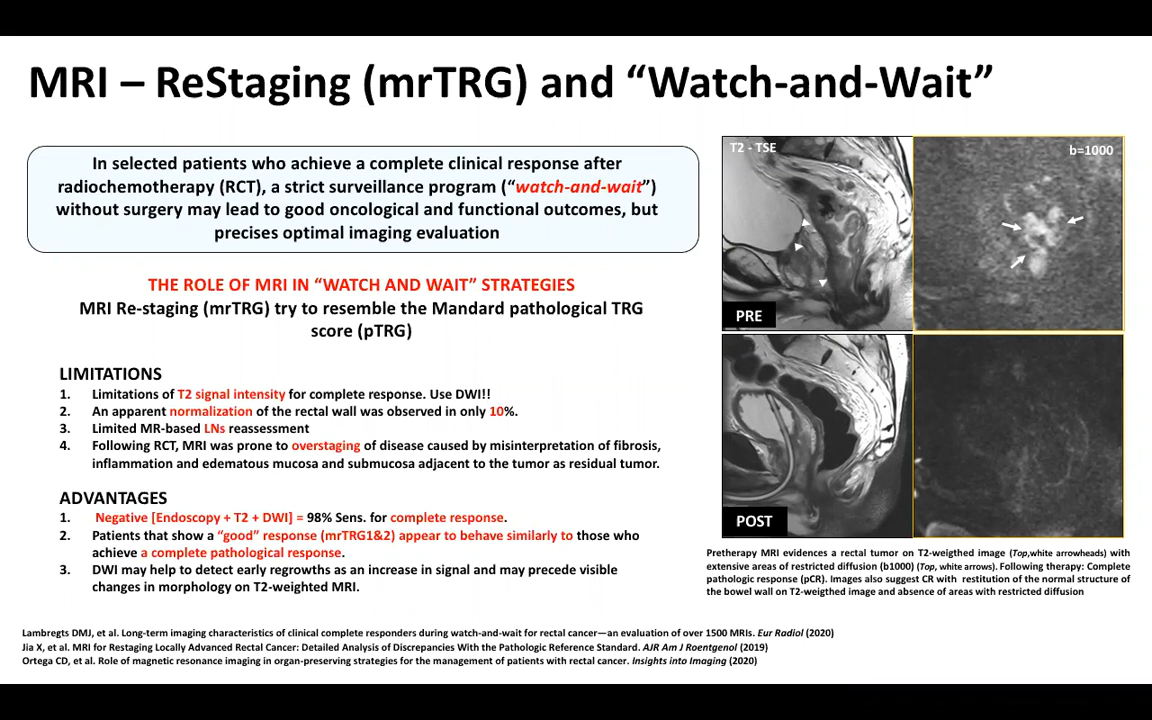 MRI – ReStaging (mrTRG) and “Watch-and-Wait”
In selected patients who achieve a complete clinical response after
radiochemotherapy (RCT), a strict surveillance program (“watch-and-wait”)
without surgery may lead to good oncological and functional outcomes, but
precises optimal imaging evaluation
THE ROLE OF MRI IN “WATCH AND WAIT” STRATEGIES
MRI Re-staging (mrTRG) try to resemble the Mandard pathological TRG
score (pTRG)
LIMITATIONS
1. Limitations of T2 signal intensity for complete response. Use DWI!!
2. An apparent normalization of the rectal wall was observed in only 10%.
3. Limited MR-based LNs reassessment
4. Following RCT, MRI was prone to overstaging of disease caused by misinterpretation of fibrosis,
inflammation and edematous mucosa and submucosa adjacent to the tumor as residual tumor.
ADVANTAGES
1. Negative [Endoscopy + T2 + DWI] = 98% Sens. for complete response.
2. Patients that show a “good” response (mrTRG1&2) appear to behave similarly to those who
achieve a complete pathological response.
3. DWI may help to detect early regrowths as an increase in signal and may precede visible
changes in morphology on T2-weighted MRI.
T2 - TSE
b=1000
PRE
POST
Pretherapy MRI evidences a rectal tumor on T2-weigthed image (Top,white arrowheads) with
extensive areas of restricted diffusion (b1000) (Top, white arrows). Following therapy: Complete
pathologic response (pCR). Images also suggest CR with restitution of the normal structure of
the bowel wall on T2-weigthed image and absence of areas with restricted diffusion
Lambregts DMJ, et al. Long-term imaging characteristics of clinical complete responders during watch-and-wait for rectal cancer—an evaluation of over 1500 MRIs. Eur Radiol (2020)
Jia X, et al. MRI for Restaging Locally Advanced Rectal Cancer: Detailed Analysis of Discrepancies With the Pathologic Reference Standard. AJR Am J Roentgenol (2019)
Ortega CD, et al. Role of magnetic resonance imaging in organ-preserving strategies for the management of patients with rectal cancer. Insights into Imaging (2020)